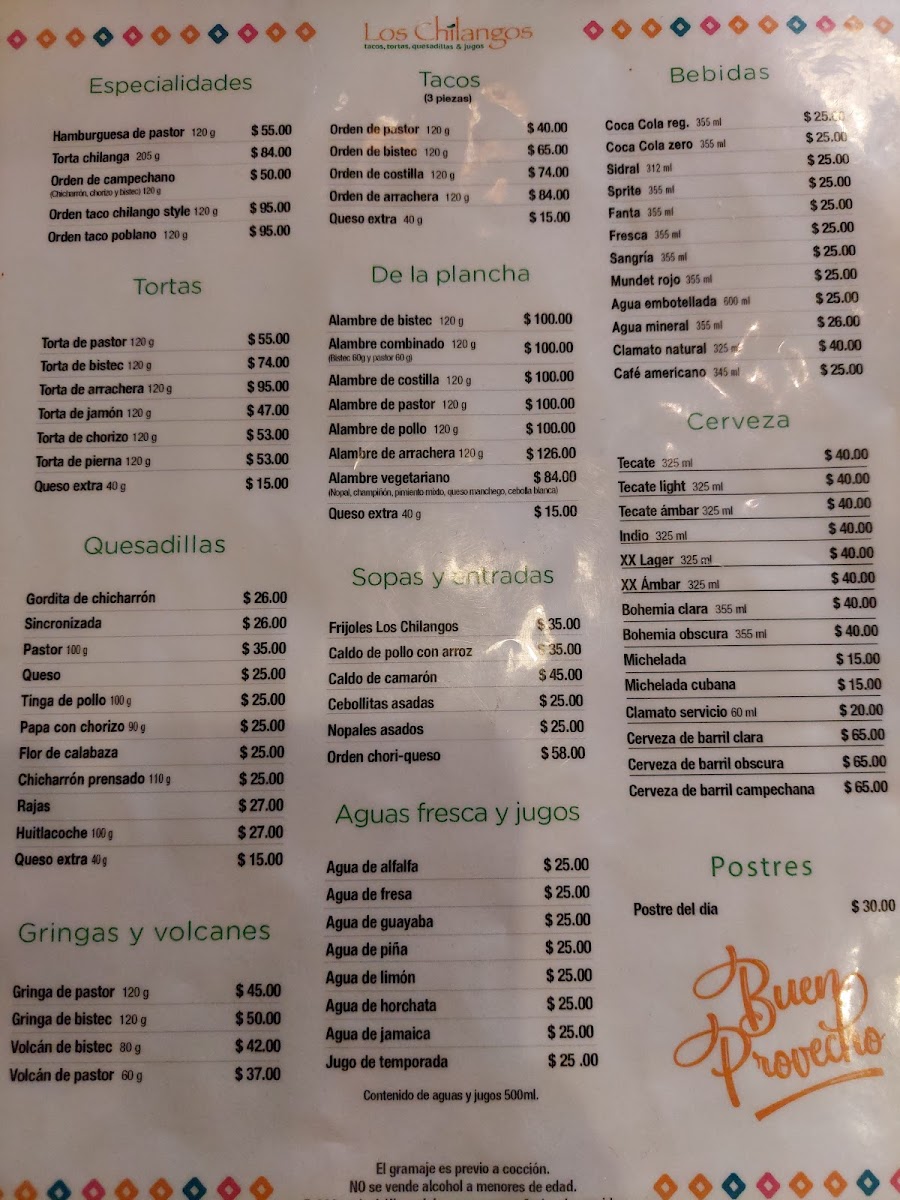 Los Chilangos
tacos, tortas, quesadillas & jugos
Especialidades
Hamburguesa de pastor 120 g $ 55.00
Torta chilanga 205 g $ 84.00
Orden de campechano $ 50.00
(Chicharrón, chorizo y bistec) 120 g
Orden taco chilango style 120 g $ 95.00
Orden taco poblano 120 g $ 95.00
Tortas
Torta de pastor 120 g $ 55.00
Torta de bistec 120 g $ 74.00
Torta de arrachera 120 g $ 95.00
Torta de jamón 120 g $ 47.00
Torta de chorizo 120 g $ 53.00
Torta de pierna 120 g $ 53.00
Queso extra 40 g $ 15.00
Quesadillas
Gordita de chicharrón $ 26.00
Sincronizada $ 26.00
Pastor 100 g $ 35.00
Queso $ 25.00
Tinga de pollo 100 g $ 25.00
Papa con chorizo 90 g $ 25.00
Flor de calabaza $ 25.00
Chicharrón prensado 110 g $ 25.00
Rajas $ 27.00
Huitlacoche 100 g $ 27.00
Queso extra 40 g $ 15.00
Gringas y volcanes
Gringa de pastor 120 g $ 45.00
Gringa de bistec 120 g $ 50.00
Volcán de bistec 80 g $ 42.00
Volcán de pastor 60 g $ 37.00
Tacos
(3 piezas)
Orden de pastor 120 g $ 40.00
Orden de bistec 120 g $ 65.00
Orden de costilla 120 g $ 74.00
Orden de arrachera 120 g $ 84.00
Queso extra 40 g $ 15.00
De la plancha
Alambre de bistec 120 g $ 100.00
Alambre combinado 120 g $ 100.00
(Bistec 60g y pastor 60 g)
Alambre de costilla 120 g $ 100.00
Alambre de pastor 120 g $ 100.00
Alambre de pollo 120 g $ 100.00
Alambre de arrachera 120 g $ 126.00
Alambre vegetariano $ 84.00
(Nopal, champiñón, pimiento mixto, queso manchego, cebolla blanca)
Queso extra 40 g $ 15.00
Sopas y entradas
Frijoles Los Chilangos $ 35.00
Caldo de pollo con arroz $ 35.00
Caldo de camarón $ 45.00
Cebollitas asadas $ 25.00
Nopales asados $ 25.00
Orden chori-queso $ 58.00
Aguas fresca y jugos
Agua de alfalfa $ 25.00
Agua de fresa $ 25.00
Agua de guayaba $ 25.00
Agua de piña $ 25.00
Agua de limón $ 25.00
Agua de horchata $ 25.00
Agua de jamaica $ 25.00
Jugo de temporada $ 25 .00
Contenido de aguas y jugos 500ml.
Bebidas
Coca Cola reg. 355 ml $ 25.00
Coca Cola zero 355 ml $ 25.00
Sidral 312 ml $ 25.00
Sprite 355 ml $ 25.00
Fanta 355 ml $ 25.00
Fresca 355 ml $ 25.00
Sangría 355 ml $ 25.00
Mundet rojo 355 ml $ 25.00
Agua embotellada 600 ml $ 25.00
Agua mineral 355 ml $ 26.00
Clamato natural 325 ml $ 40.00
Café americano 345 ml $ 25.00
Cerveza
Tecate 325 ml $ 40.00
Tecate light 325 ml $ 40.00
Tecate ámbar 325 ml $ 40.00
Indio 325 ml $ 40.00
XX Lager 325 ml $ 40.00
XX Ámbar 325 ml $ 40.00
Bohemia clara 355 ml $ 40.00
Bohemia obscura 355 ml $ 40.00
Michelada $ 15.00
Michelada cubana $ 15.00
Clamato servicio 60 ml $ 20.00
Cerveza de barril clara $ 65.00
Cerveza de barril obscura $ 65.00
Cerveza de barril campechana $ 65.00
Postres
Postre del dia $ 30.00
Buen
Provecho
El gramaje es previo a cocción.
NO se vende alcohol a menores de edad.